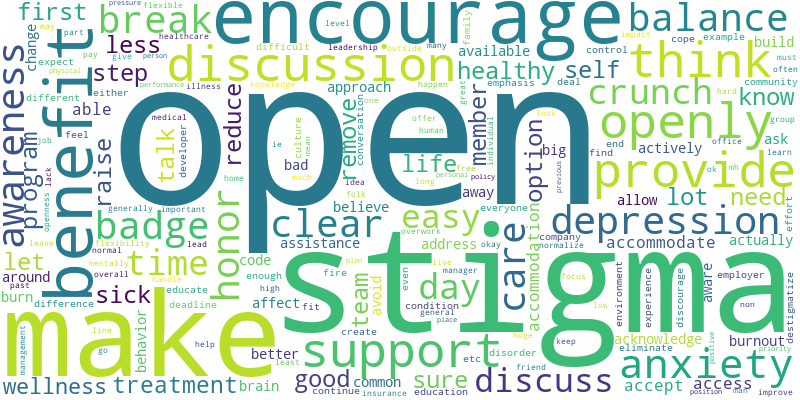 first
flexible
break
encourage
balance
less
step
discussion
healthy
self
think
crunch
know
openly
provide
able
reduce
open
remove
life
member
option
big
actively
awareness
program
benefit
raise
badge
honor
talk
developer
medical
clear
easy
care
depression
accommodate
accommodation
actually
allow
lot
need
ask
let
time
around
burn
sick
make
stigma
day
team
avoid
support
discuss
anxiety
wellness
treatment
brain
good
common
sure
accept
access
burnout
acknowledge
eliminate
aware
employer
assistance
address
believe
code
affect
fit
better
behavior
deadline
educate
difference
change
expect
different
either
feel
job
lack
generally
important
leave
flexibility
normal
mentally
lead
overall
handle
past
line
go
management
help
least
continue
insurance
education
friend
disorder
etc
create
condition
general
place
manager
even
live
plan
fire
high
enough
huge
keep
focus
low
environment
experience
discourage
non
destigmatize
positive
priority
position
man
improve
company
normalize
everyone
okay
overwork
available
difficult
leadership
outside
many
level
family
control
cope
example
impact
often
must
build
community
group
hard
office
end
find
look
ok
mh
learn
effort
previous
policy
personal
free
away
individual
great
emphasis
deal
happen
knowledge
approach
conversation
culture
idea
folk
bad
ie
mean
one
offer
human
long
much
home
illness
performance
physical
person
give
pay
part
may
pressure
healthcare
openness